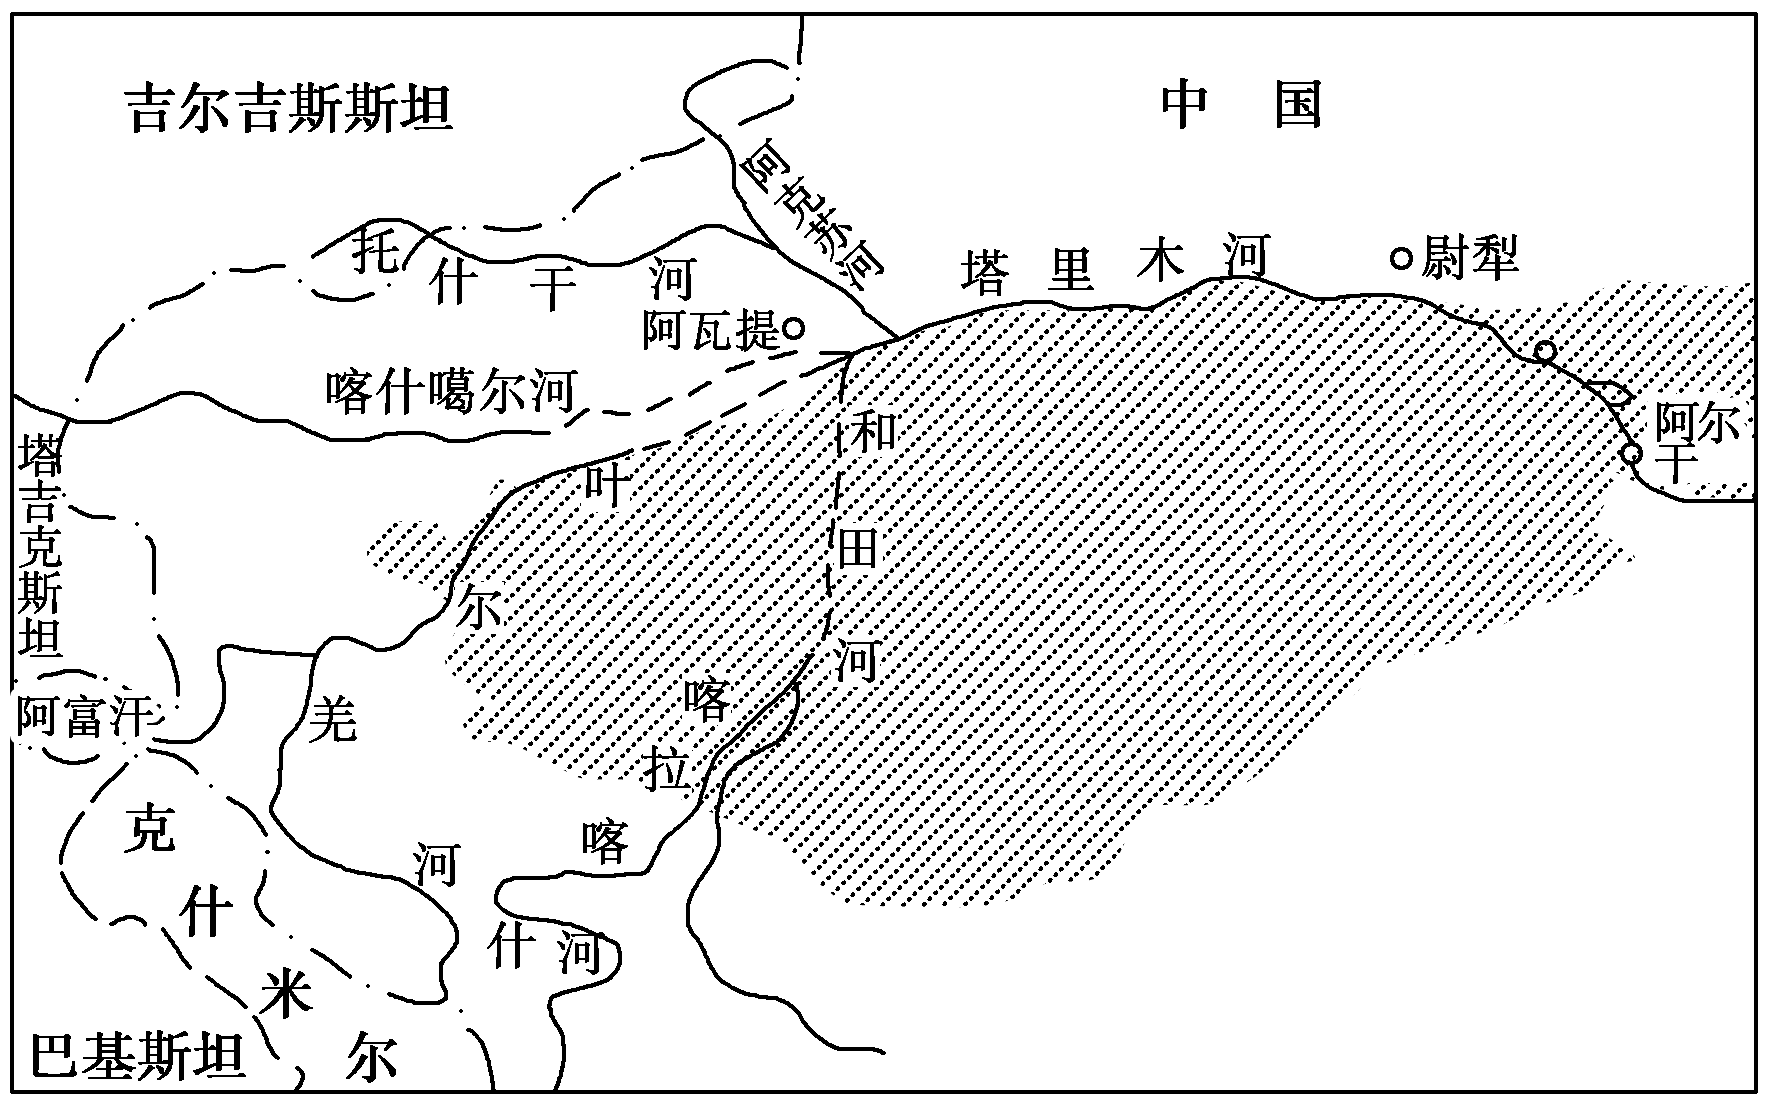 吉尔吉斯斯坦
中国
阿克苏河
托什干河
塔里木河
尉犁
阿瓦提
喀什噶尔河
和田河
阿尔干
塔吉克斯坦
叶尔羌河
阿富汗
喀拉喀什河
克什米尔
巴基斯坦